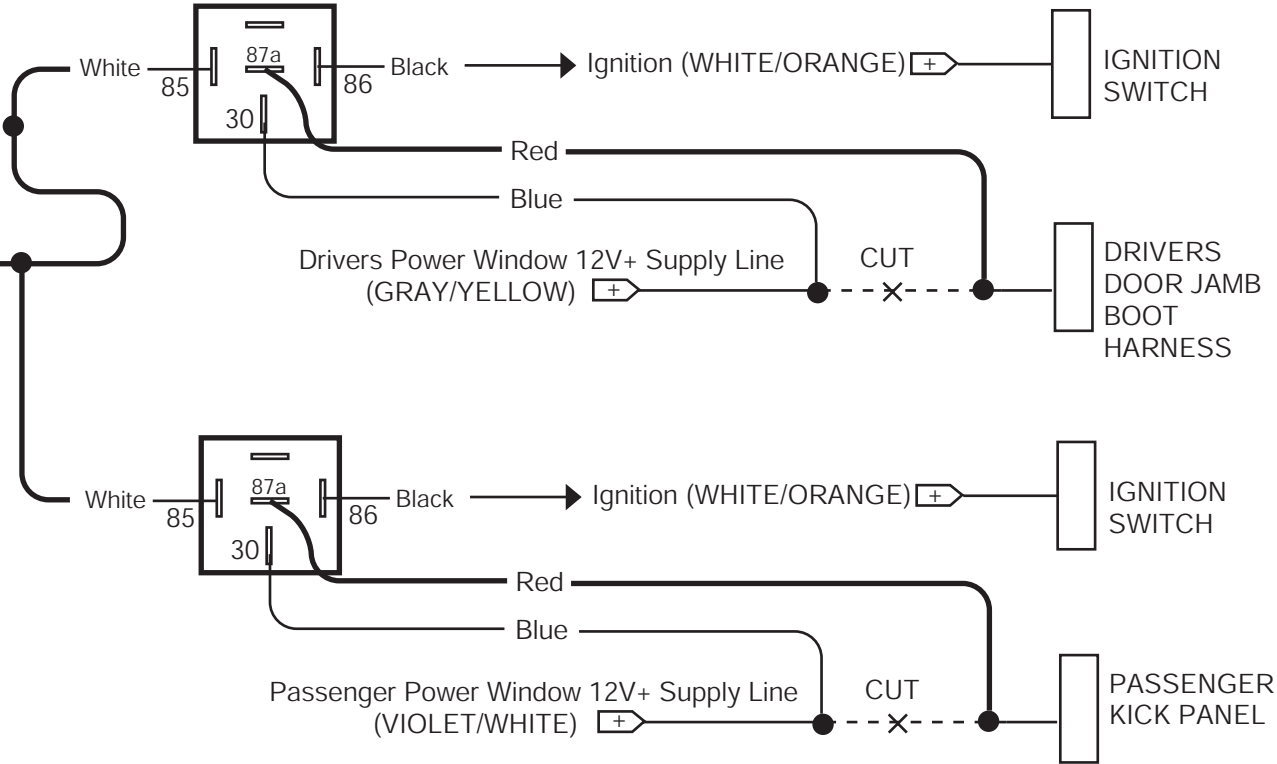 White
85
87a
30
86
Black
Ignition (WHITE/ORANGE)
+
IGNITION
SWITCH
Red
Blue
Drivers Power Window 12V+ Supply Line
(GRAY/YELLOW)
+
CUT
DRIVERS
DOOR JAMB
BOOT
HARNESS
White
85
87a
30
86
Black
Ignition (WHITE/ORANGE)
+
IGNITION
SWITCH
Red
Blue
Passenger Power Window 12V+ Supply Line
(VIOLET/WHITE)
+
CUT
PASSENGER
KICK PANEL